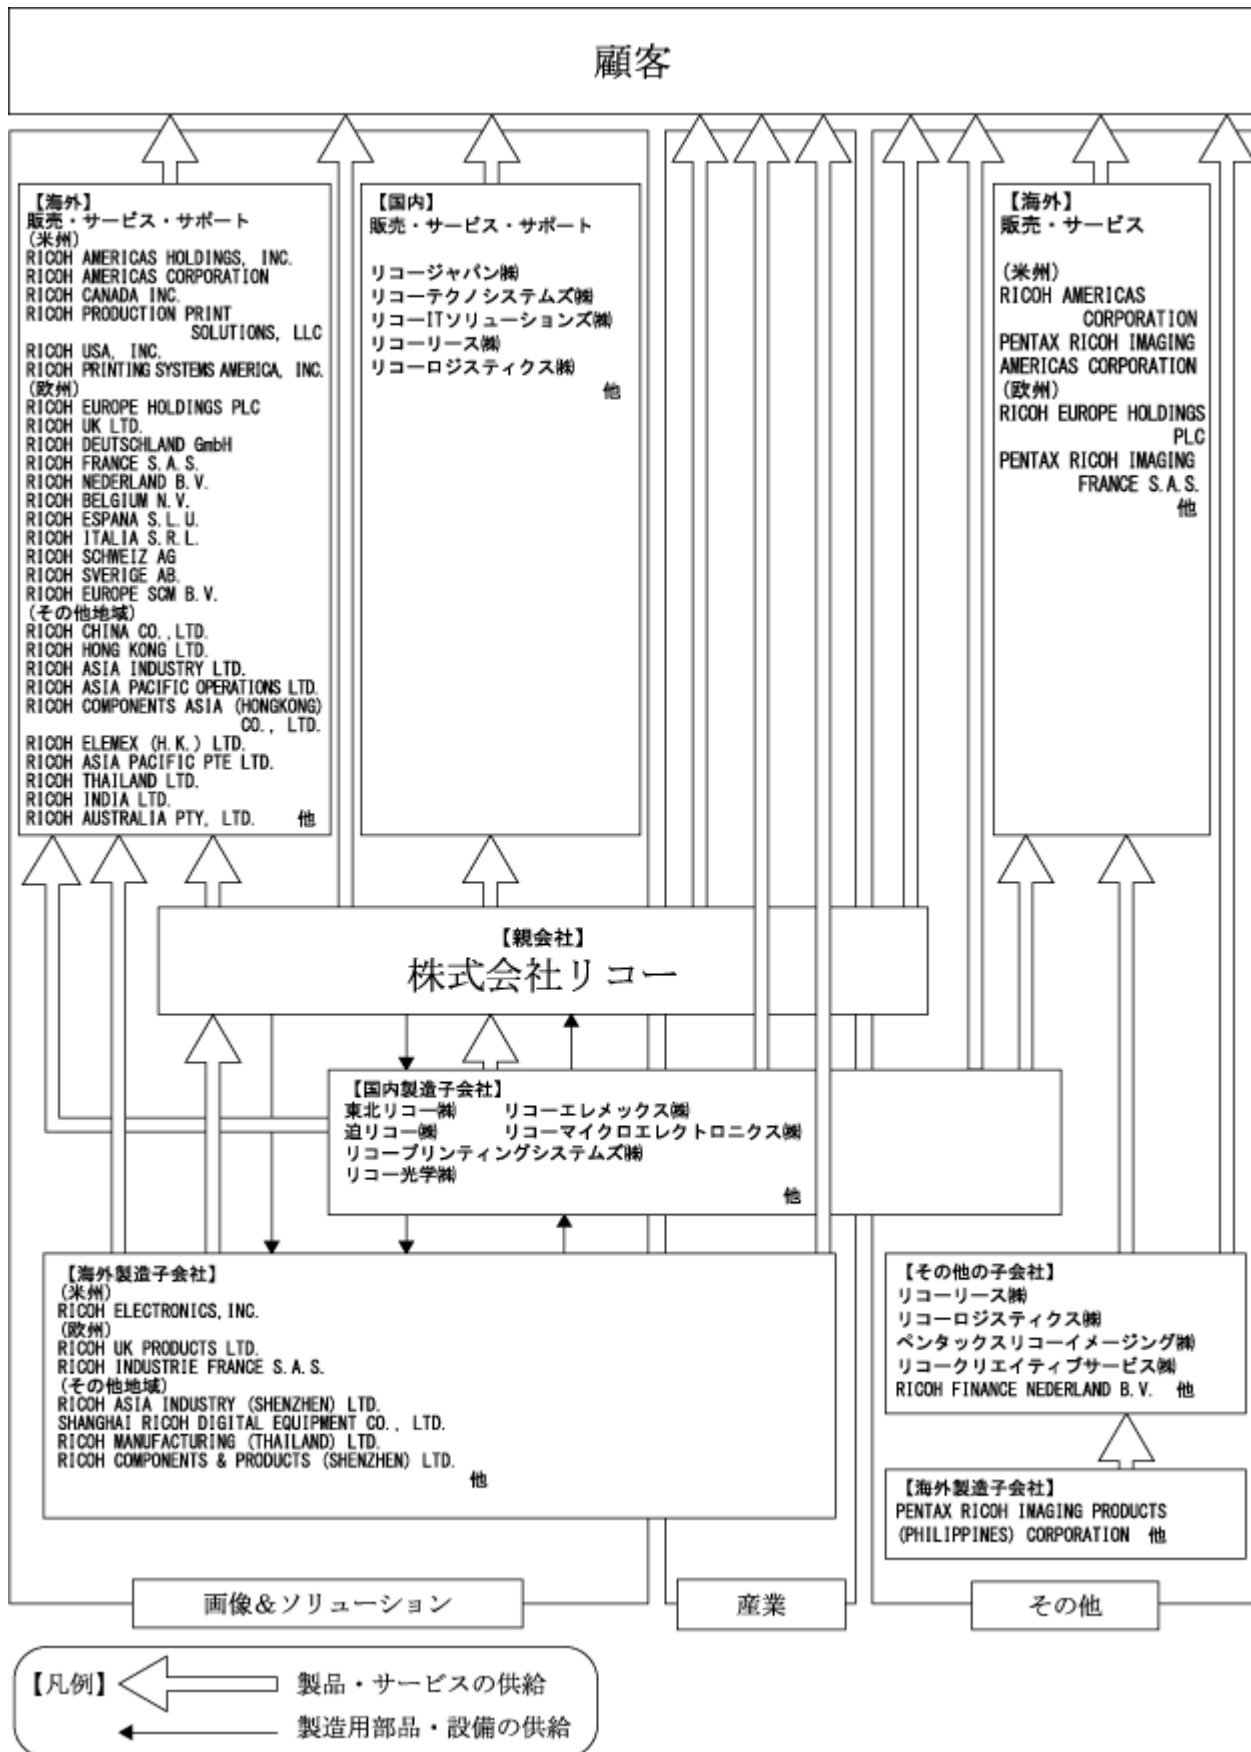 顧客
【海外】
販売・サービス・サポート
(米州)
RICOH AMERICAS HOLDINGS, INC.
RICOH AMERICAS CORPORATION
RICOH CANADA INC.
RICOH PRODUCTION PRINT
SOLUTIONS, LLC
RICOH USA, INC.
RICOH PRINTING SYSTEMS AMERICA, INC.
(欧州)
RICOH EUROPE HOLDINGS PLC
RICOH UK LTD.
RICOH DEUTSCHLAND GmbH
RICOH FRANCE S.A.S.
RICOH NEDERLAND B.V.
RICOH BELGIUM N.V.
RICOH ESPANA S.L.U.
RICOH ITALIA S.R.L.
RICOH SCHWEIZ AG
RICOH SVERIGE AB.
RICOH EUROPE SCM B.V.
(その他地域)
RICOH CHINA CO.,LTD.
RICOH HONG KONG LTD.
RICOH ASIA INDUSTRY LTD.
RICOH ASIA PACIFIC OPERATIONS LTD.
RICOH COMPONENTS ASIA (HONGKONG)
CO., LTD.
RICOH ELEMEX (H.K.) LTD.
RICOH ASIA PACIFIC PTE LTD.
RICOH THAILAND LTD.
RICOH INDIA LTD.
RICOH AUSTRALIA PTY, LTD. 他
【国内】
販売・サービス・サポート
リコージャパン㈱
リコーテクノシステムズ㈱
リコーITソリューションズ㈱
リコーリース㈱
リコーロジスティクス㈱
他
【海外】
販売・サービス
(米州)
RICOH AMERICAS
CORPORATION
PENTAX RICOH IMAGING
AMERICAS CORPORATION
(欧州)
RICOH EUROPE HOLDINGS
PLC
PENTAX RICOH IMAGING
FRANCE S.A.S.
他
【親会社】
株式会社リコー
【国内製造子会社】
東北リコー㈱ リコーエレメックス㈱
迫リコー㈱ リコーマイクロエレクトロニクス㈱
リコープリンティングシステムズ㈱
リコー光学㈱
他
【海外製造子会社】
(米州)
RICOH ELECTRONICS,INC.
(欧州)
RICOH UK PRODUCTS LTD.
RICOH INDUSTRIE FRANCE S.A.S.
(その他地域)
RICOH ASIA INDUSTRY (SHENZHEN) LTD.
SHANGHAI RICOH DIGITAL EQUIPMENT CO., LTD.
RICOH MANUFACTURING (THAILAND) LTD.
RICOH COMPONENTS & PRODUCTS (SHENZHEN) LTD.
他
【その他の子会社】
リコーリース㈱
リコーロジスティクス㈱
ペンタックスリコーイメージング㈱
リコークリエイティブサービス㈱
RICOH FINANCE NEDERLAND B.V. 他
【海外製造子会社】
PENTAX RICOH IMAGING PRODUCTS
(PHILIPPINES) CORPORATION 他
画像&ソリューション
産業
その他
【凡例】 製品・サービスの供給
製造用部品・設備の供給